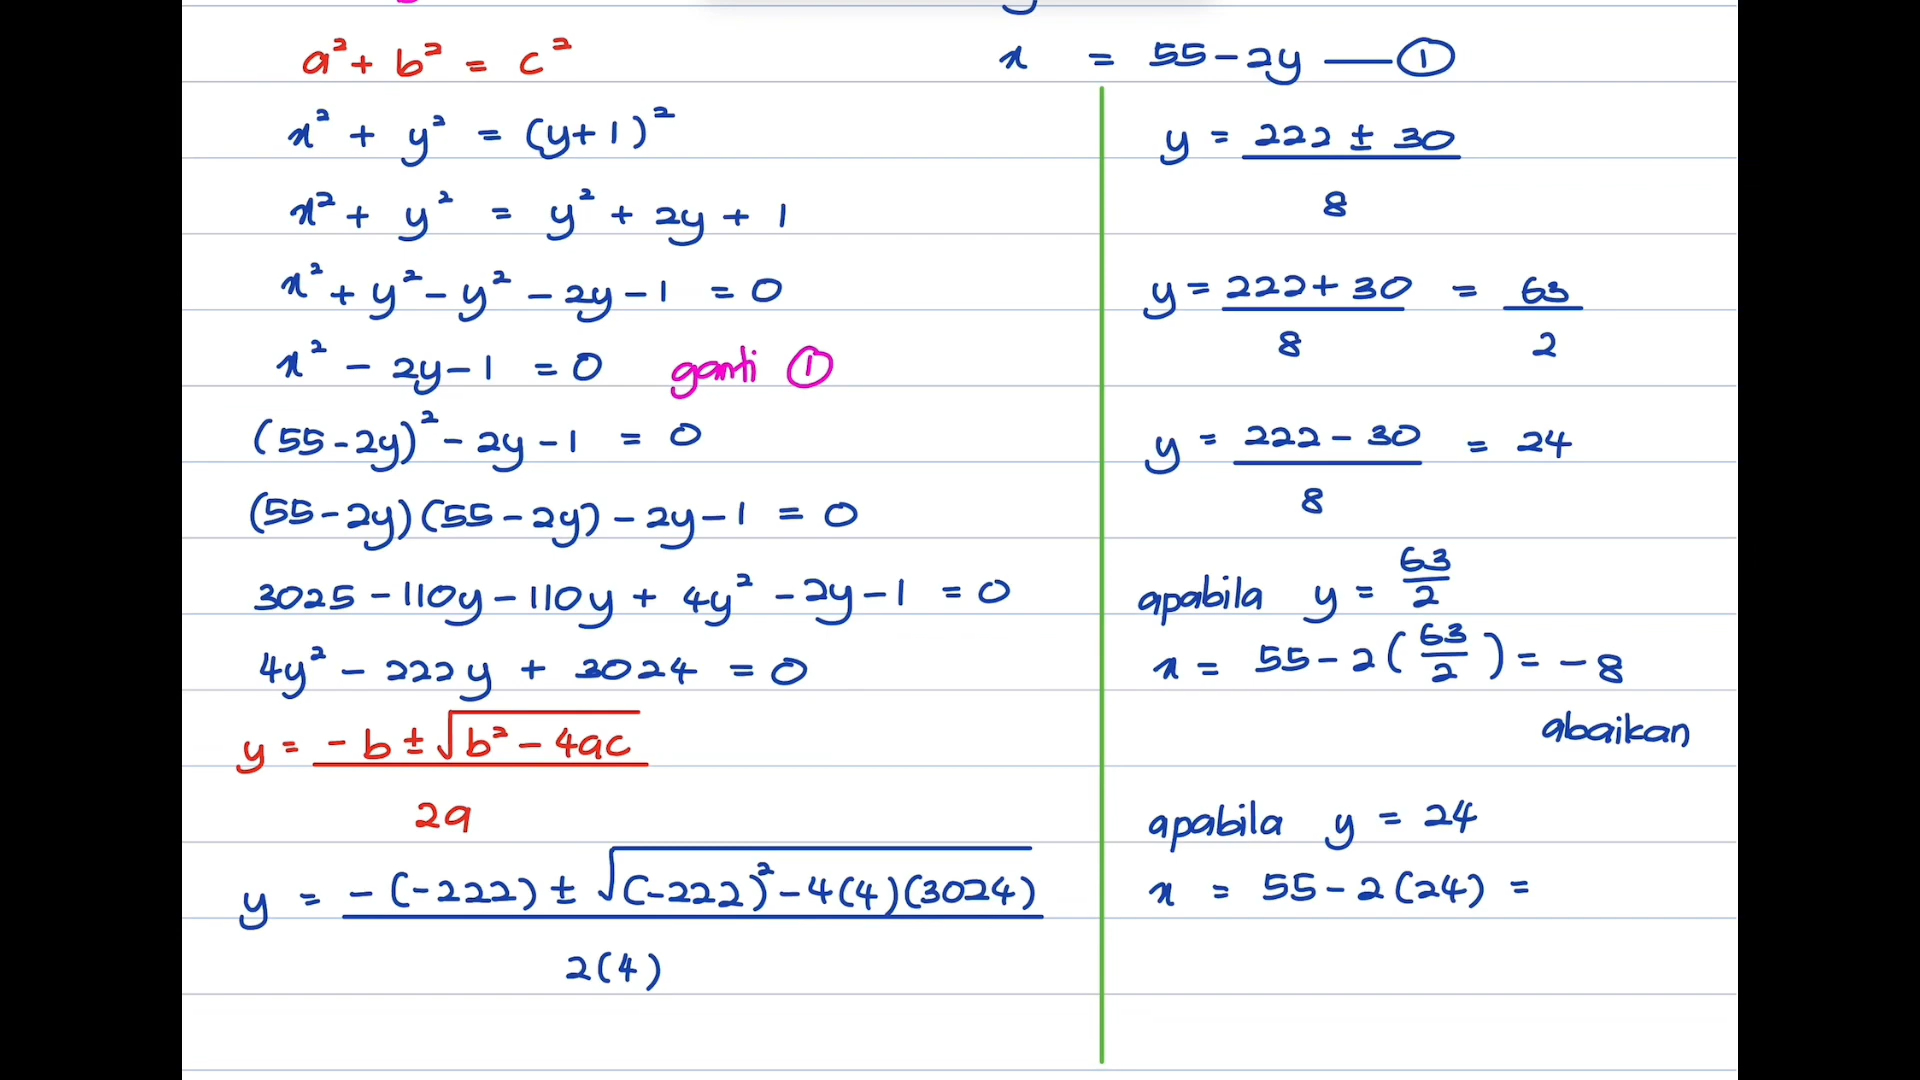 a² + b² = c²
x² + y² = (y+1)²
x² + y² = y² + 2y + 1
x² + y² - y² - 2y - 1 = 0
x² - 2y - 1 = 0 ganti ①
(55 - 2y)² - 2y - 1 = 0
(55 - 2y)(55 - 2y) - 2y - 1 = 0
3025 - 110y - 110y + 4y² - 2y - 1 = 0
4y² - 222y + 3024 = 0
y = -b ± √(b² - 4ac) / 2a
y = -(-222) ± √((-222)² - 4(4)(3024)) / 2(4)
x = 55 - 2y — ①
y = 222 ± 30 / 8
y = 222 + 30 / 8 = 63/2
y = 222 - 30 / 8 = 24
apabila y = 63/2
x = 55 - 2(63/2) = -8
abaikan
apabila y = 24
x = 55 - 2(24) =